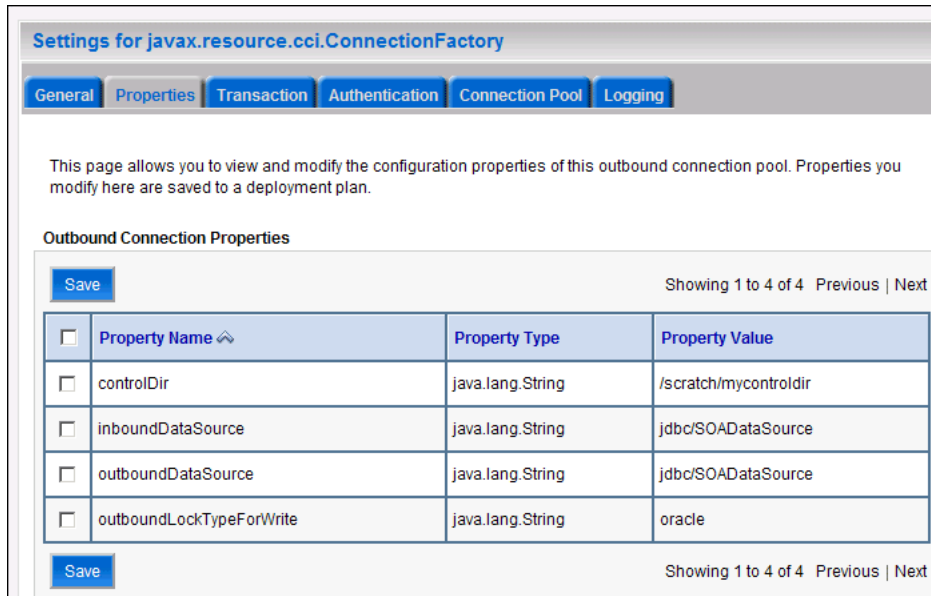 Settings for javax.resource.cci.ConnectionFactory
General Properties Transaction Authentication Connection Pool Logging
This page allows you to view and modify the configuration properties of this outbound connection pool. Properties you
modify here are saved to a deployment plan.
Outbound Connection Properties
Save Showing 1 to 4 of 4 Previous | Next
Property Name Property Type Property Value
controlDir java.lang.String /scratch/mycontroldir
inboundDataSource java.lang.String jdbc/SOADataSource
outboundDataSource java.lang.String jdbc/SOADataSource
outboundLockTypeForWrite java.lang.String oracle
Save Showing 1 to 4 of 4 Previous | Next